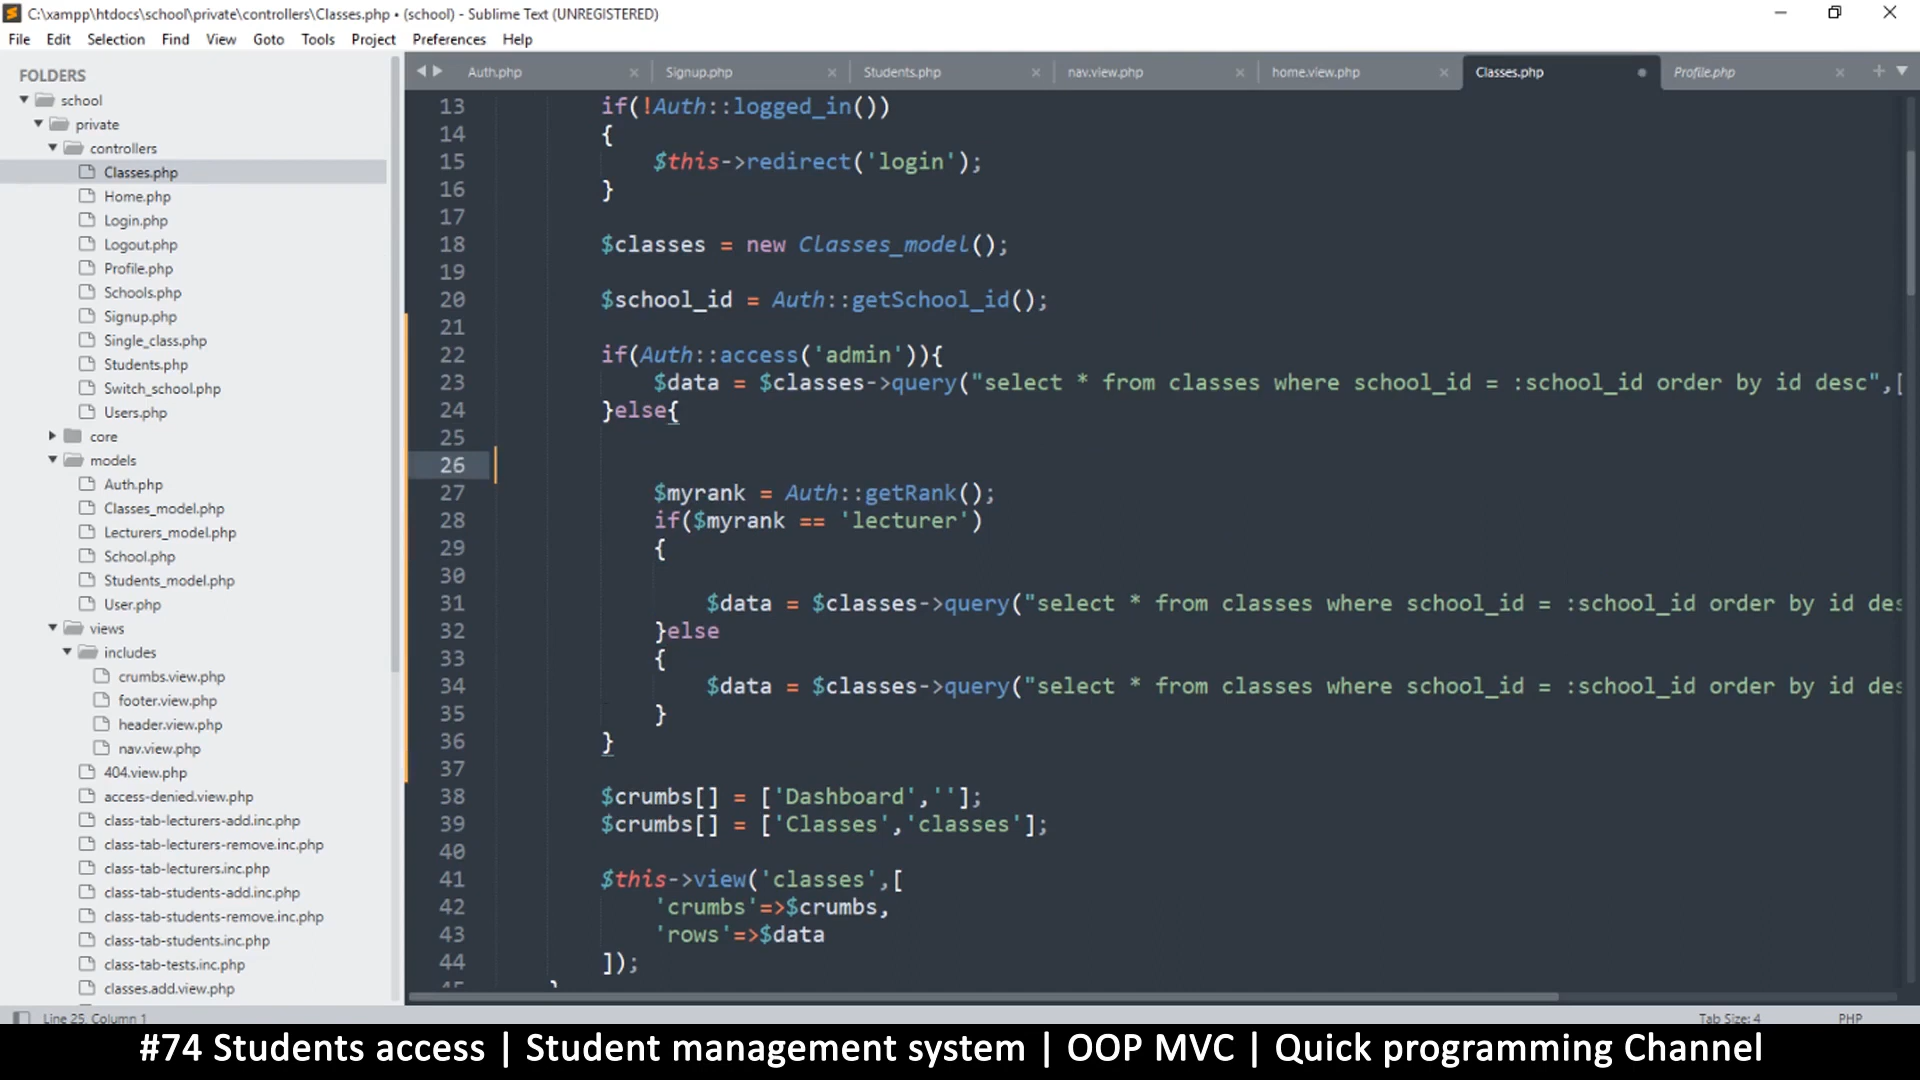 C:\xampp\htdocs\school\private\controllers\Classes.php • (school) - Sublime Text (UNREGISTERED)
File Edit Selection Find View Goto Tools Project Preferences Help
FOLDERS
school
private
controllers
Classes.php
Home.php
Login.php
Logout.php
Profile.php
Schools.php
Signup.php
Single_class.php
Students.php
Switch_school.php
Users.php
core
models
Auth.php
Classes_model.php
Lecturers_model.php
School.php
Students_model.php
User.php
views
includes
crumbs.view.php
footer.view.php
header.view.php
nav.view.php
404.view.php
access-denied.view.php
class-tab-lecturers-add.inc.php
class-tab-lecturers-remove.inc.php
class-tab-lecturers.inc.php
class-tab-students-add.inc.php
class-tab-students-remove.inc.php
class-tab-students.inc.php
class-tab-tests.inc.php
classes.add.view.php
Auth.php Signup.php Students.php nav.view.php home.view.php Classes.php Profile.php
13 if(!Auth::logged_in())
14 {
15 $this->redirect('login');
16 }
17
18 $classes = new Classes_model();
19
20 $school_id = Auth::getSchool_id();
21
22 if(Auth::access('admin')){
23 $data = $classes->query("select * from classes where school_id = :school_id order by id desc",[
24 }else{
25
26
27 $myrank = Auth::getRank();
28 if($myrank == 'lecturer')
29 {
30
31 $data = $classes->query("select * from classes where school_id = :school_id order by id des
32 }else
33 {
34 $data = $classes->query("select * from classes where school_id = :school_id order by id des
35 }
36 }
37
38 $crumbs[] = ['Dashboard',''];
39 $crumbs[] = ['Classes','classes'];
40
41 $this->view('classes',[
42 'crumbs'=>$crumbs,
43 'rows'=>$data
44 ]);
45 }
Line 25, Column 1 Tab Size: 4 PHP
#74 Students access | Student management system | OOP MVC | Quick programming Channel